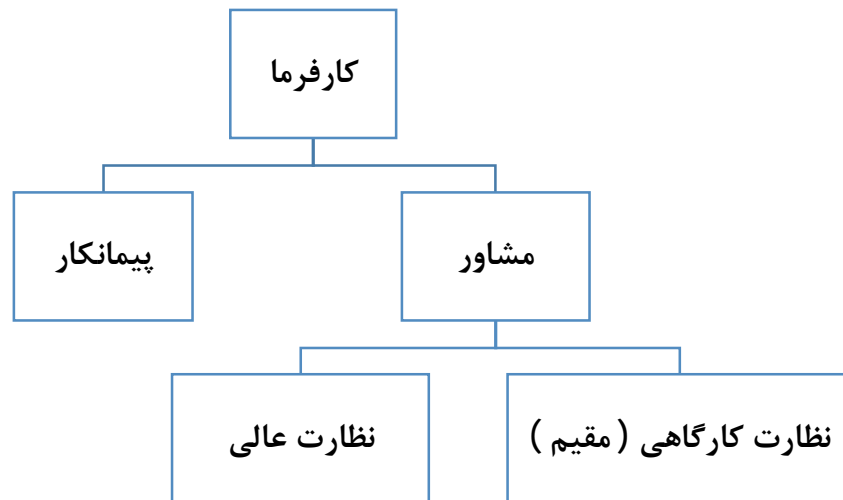 کارفرما
مشاور
پیمانکار
نظارت کارگاهی ( مقیم )
نظارت عالی